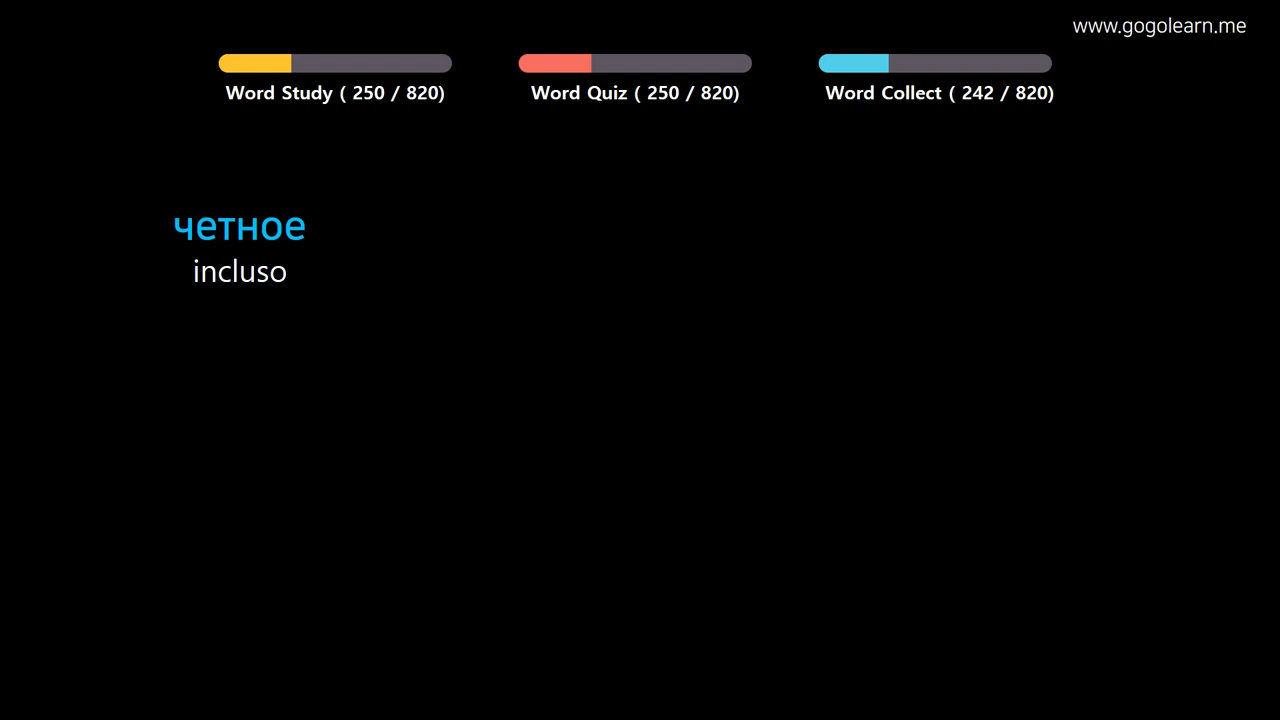 www.gogolearn.me
Word Study ( 250 / 820)
Word Quiz ( 250 / 820)
Word Collect ( 242 / 820)
четное
incluso